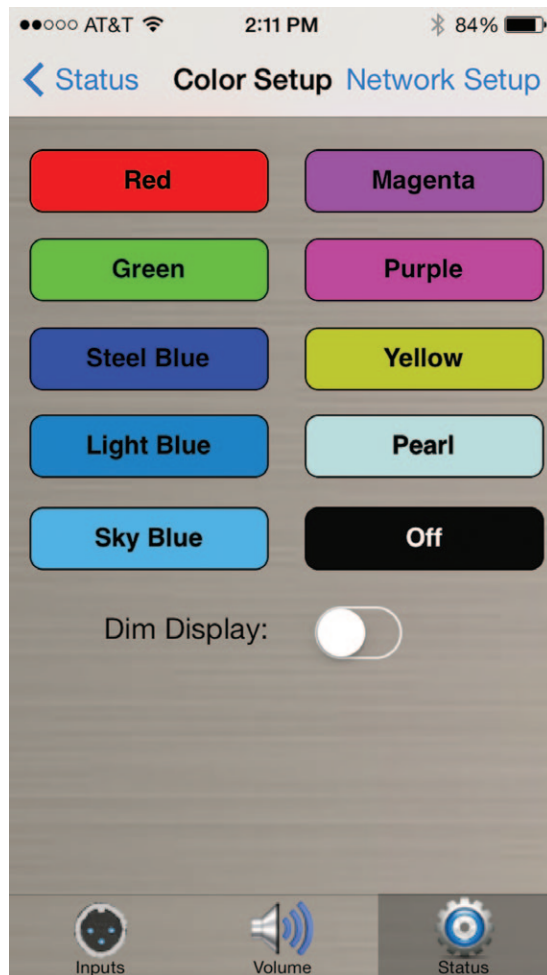 ●●○○○ AT&T 2:11 PM 84%
Status Color Setup Network Setup
Red Magenta
Green Purple
Steel Blue Yellow
Light Blue Pearl
Sky Blue Off
Dim Display:
Inputs Volume Status